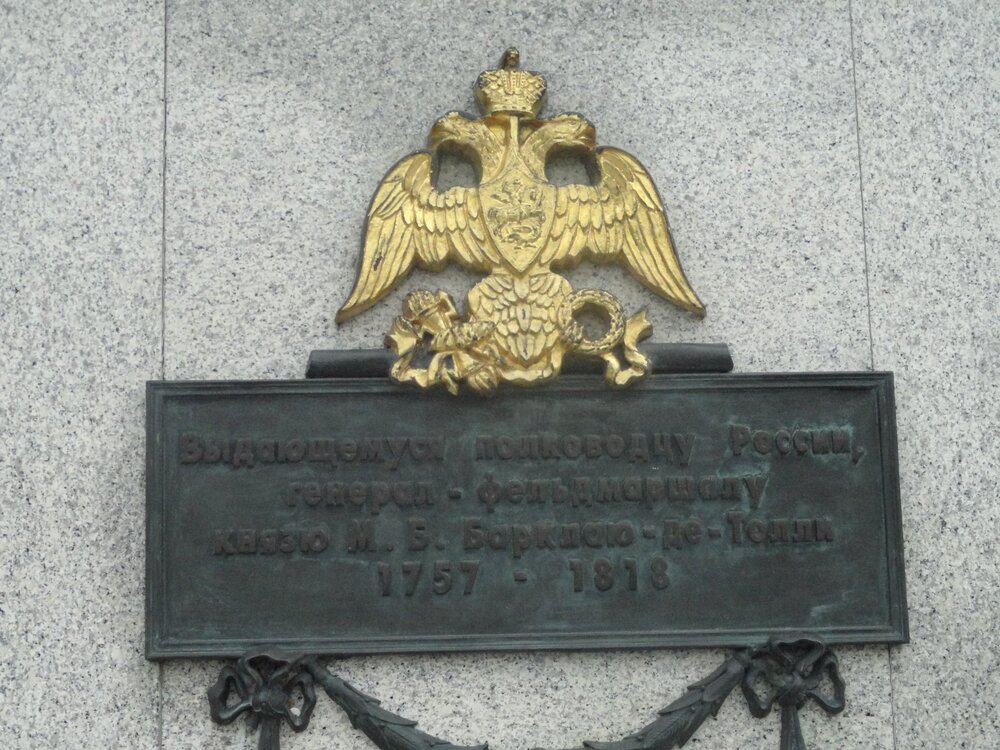 Выдающемуся полководцу России,
генерал - фельдмаршалу
князю М. Б. Барклаю-де-Толли
1757 - 1818